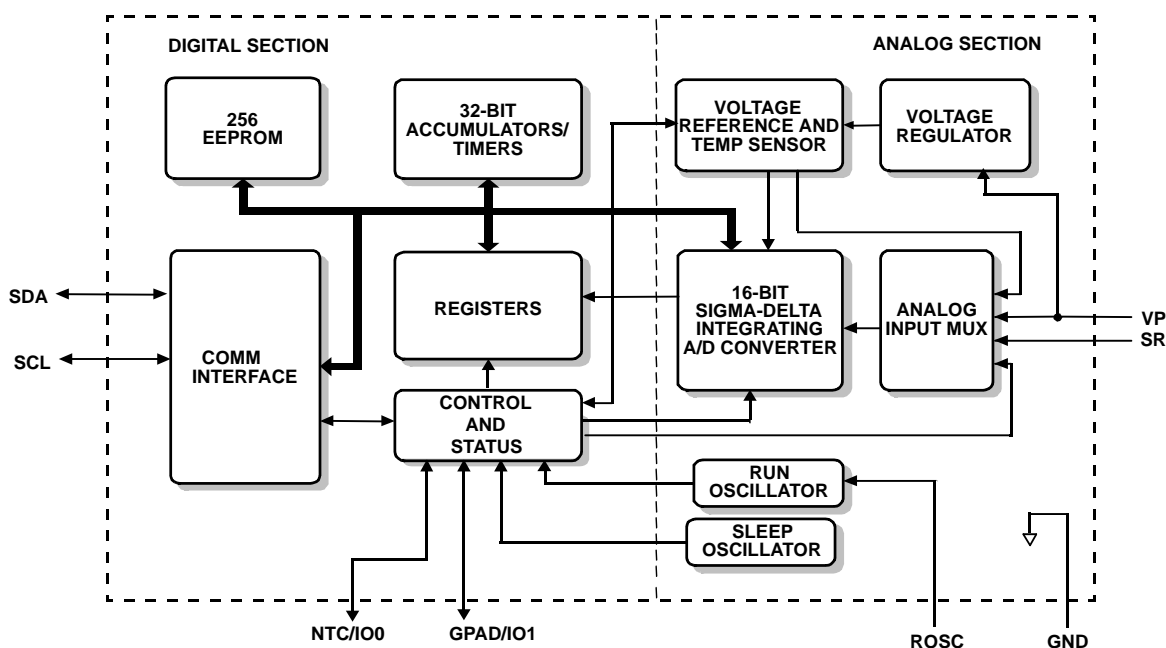 DIGITAL SECTION
ANALOG SECTION
256
EEPROM
32-BIT
ACCUMULATORS/
TIMERS
VOLTAGE
REFERENCE AND
TEMP SENSOR
VOLTAGE
REGULATOR
SDA
SCL
COMM
INTERFACE
REGISTERS
16-BIT
SIGMA-DELTA
INTEGRATING
A/D CONVERTER
ANALOG
INPUT MUX
VP
SR
CONTROL
AND
STATUS
RUN
OSCILLATOR
SLEEP
OSCILLATOR
NTC/IO0
GPAD/IO1
ROSC
GND